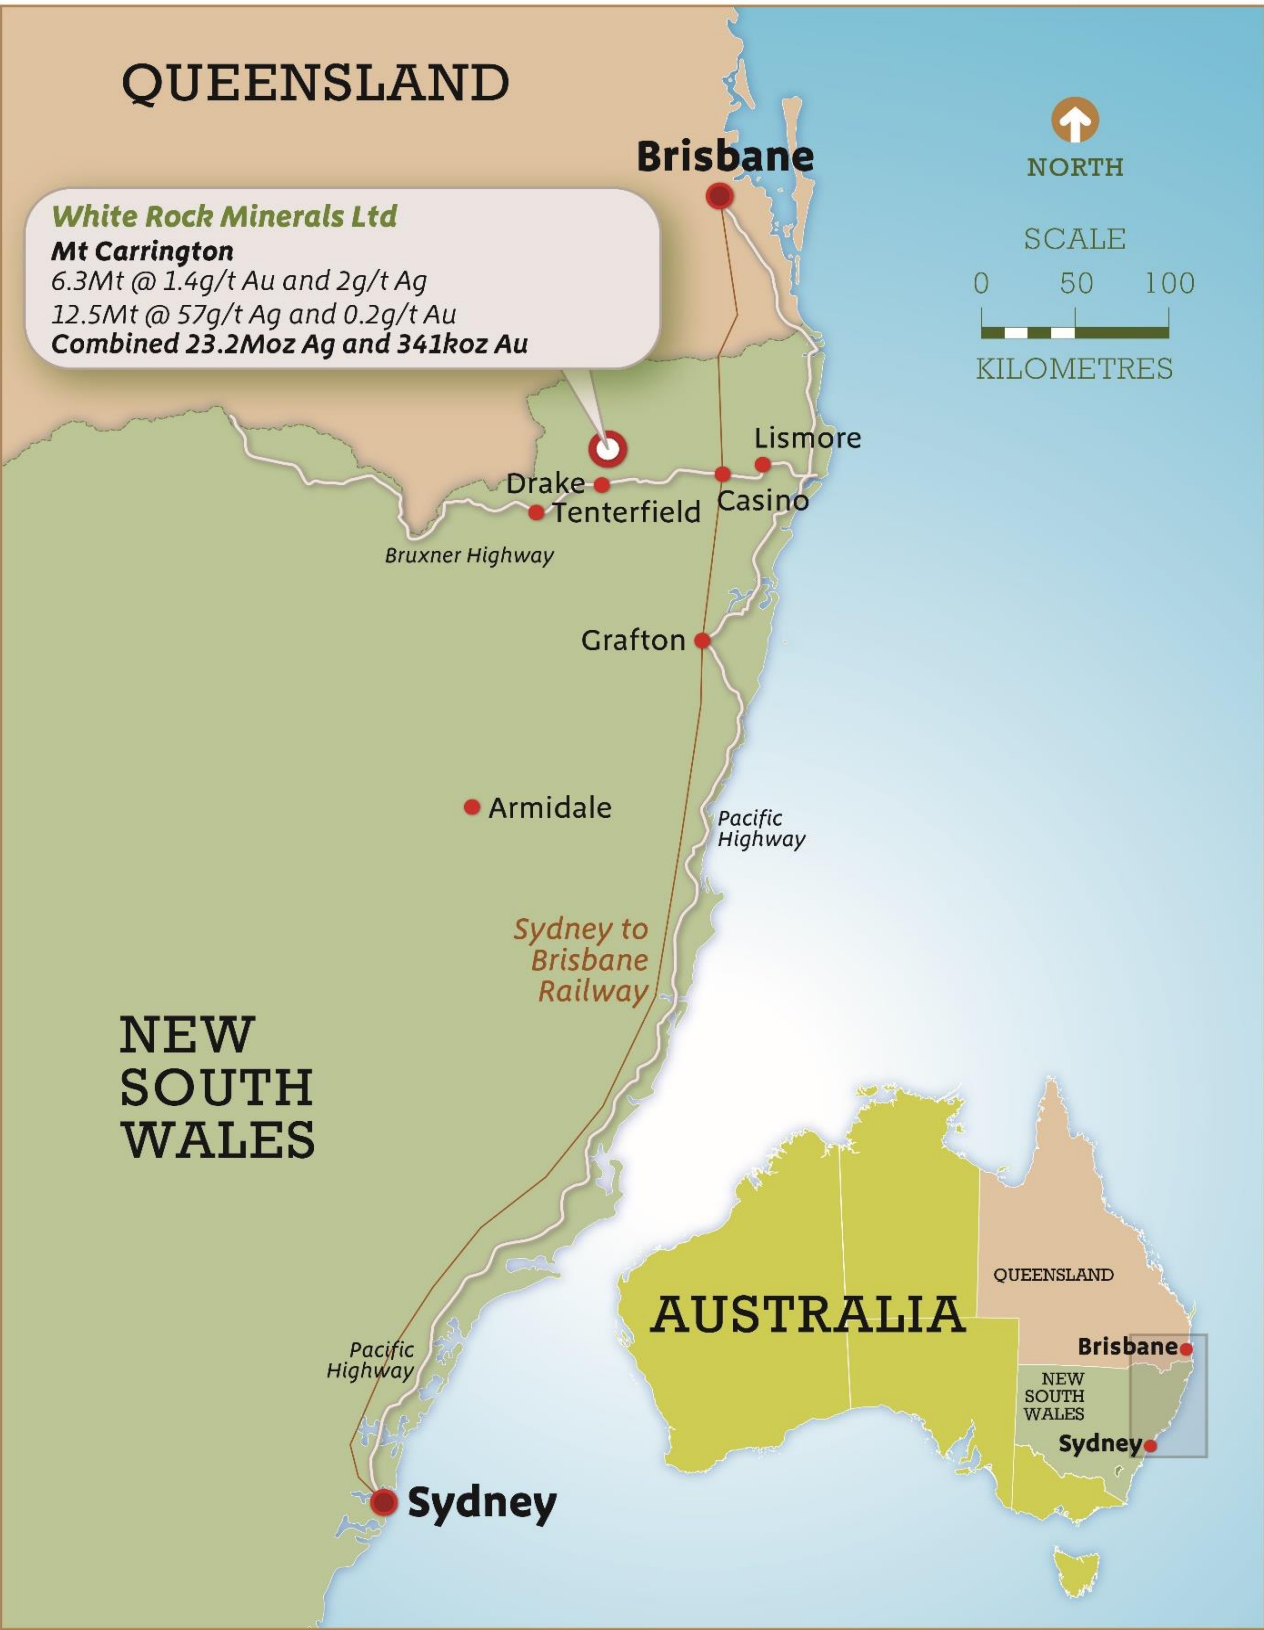 QUEENSLAND
Brisbane
NORTH
SCALE
0 50 100
KILOMETRES
White Rock Minerals Ltd
Mt Carrington
6.3Mt @ 1.4g/t Au and 2g/t Ag
12.5Mt @ 57g/t Ag and 0.2g/t Au
Combined 23.2Moz Ag and 341koz Au
Lismore
Drake
Casino
Tenterfield
Bruxner Highway
Grafton
Armidale
Pacific
Highway
Sydney to
Brisbane
Railway
NEW
SOUTH
WALES
Pacific
Highway
Sydney
AUSTRALIA
QUEENSLAND
Brisbane
NEW
SOUTH
WALES
Sydney